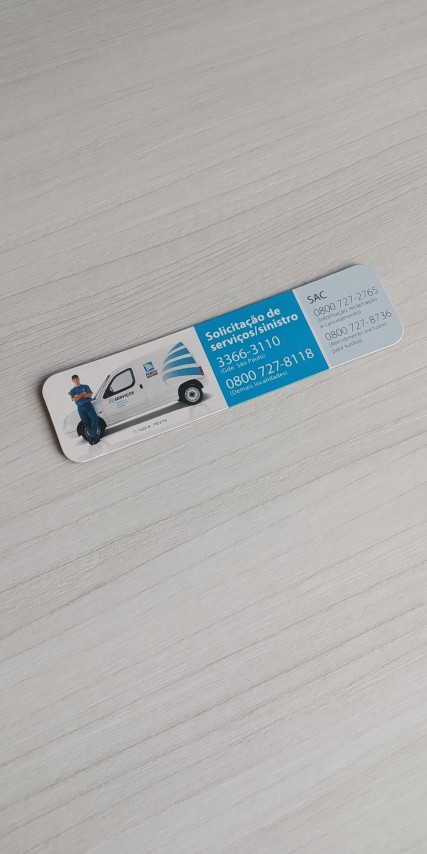 SERVIÇOS
Solicitação de
serviços/sinistro
3366-3110
(Gde. São Paulo)
0800 727-8118
(Demais localidades)
SAC
0800 727-2765
(Informação, reclamação
e cancelamento)
0800 727-8736
(Atendimento exclusivo
para surdos)